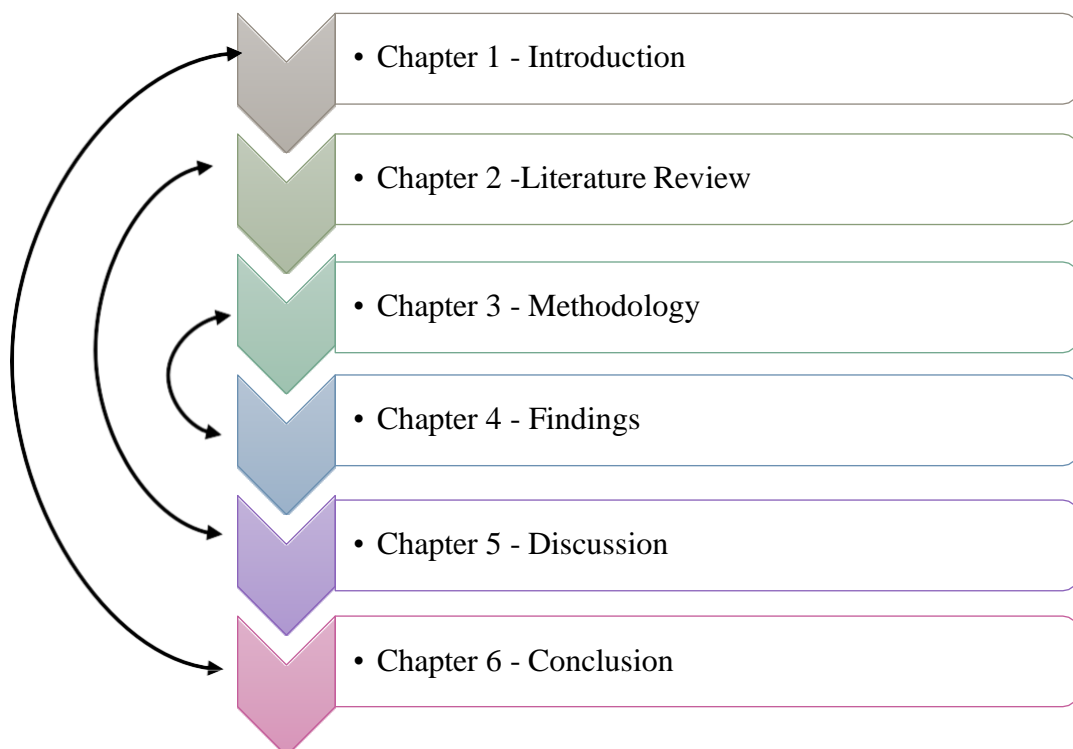 • Chapter 1 - Introduction
• Chapter 2 -Literature Review
• Chapter 3 - Methodology
• Chapter 4 - Findings
• Chapter 5 - Discussion
• Chapter 6 - Conclusion